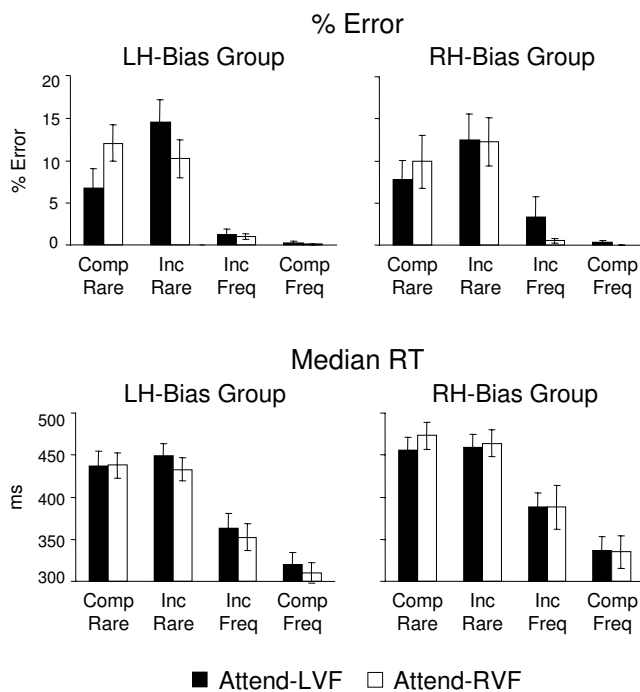 % Error
LH-Bias Group
RH-Bias Group
% Error
20
15
10
5
0
Comp Inc Inc Comp
Rare Rare Freq Freq
Comp Inc Inc Comp
Rare Rare Freq Freq
Median RT
LH-Bias Group
RH-Bias Group
ms
500
450
400
350
300
Comp Inc Inc Comp
Rare Rare Freq Freq
Comp Inc Inc Comp
Rare Rare Freq Freq
Attend-LVF Attend-RVF